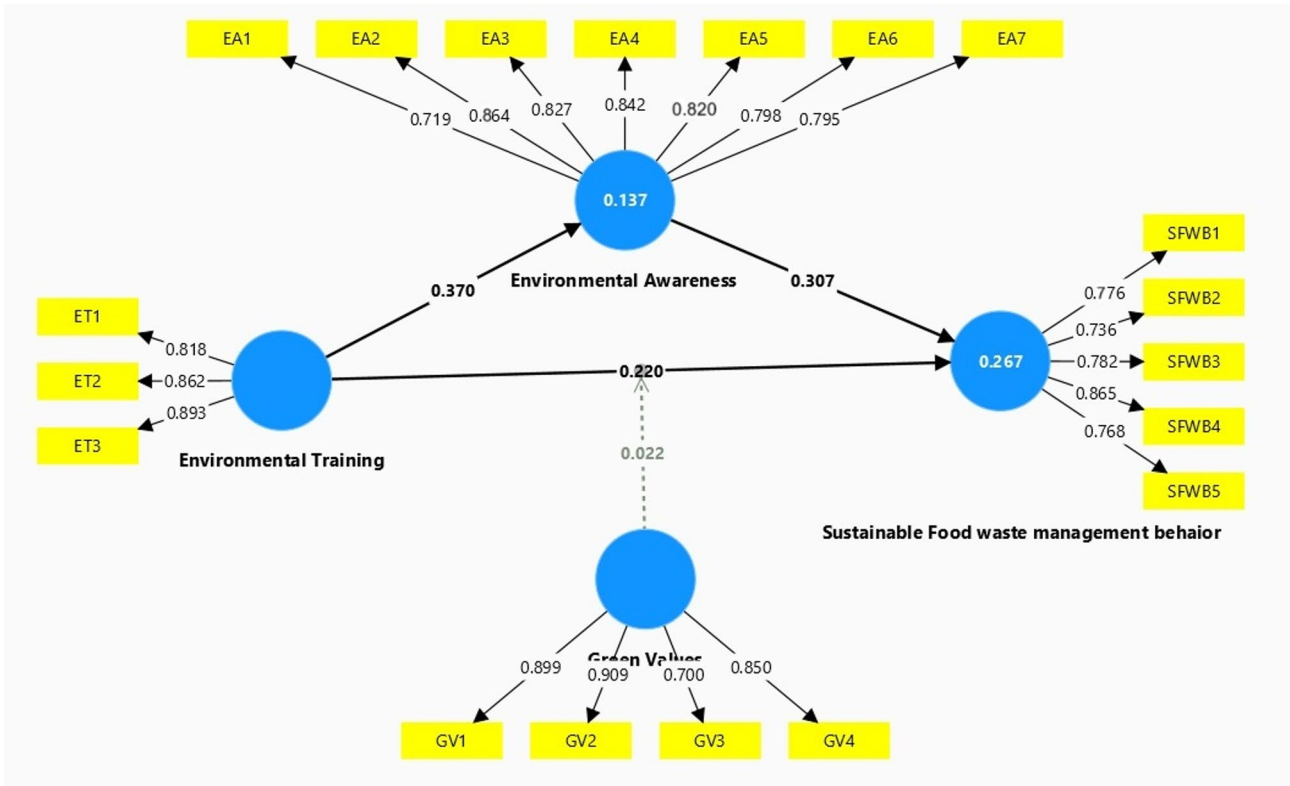 EA1 EA2 EA3 EA4 EA5 EA6 EA7
0.719 0.864 0.827 0.842 0.820 0.798 0.795
0.137
Environmental Awareness
0.370
0.307
SFWB1
SFWB2
SFWB3
SFWB4
SFWB5
0.776
0.736
0.782
0.865
0.768
0.267
Sustainable Food waste management behaior
ET1
ET2
ET3
0.818
0.862
0.893
Environmental Training
0.220
0.022
Green Values
0.899 0.909 0.700 0.850
GV1 GV2 GV3 GV4